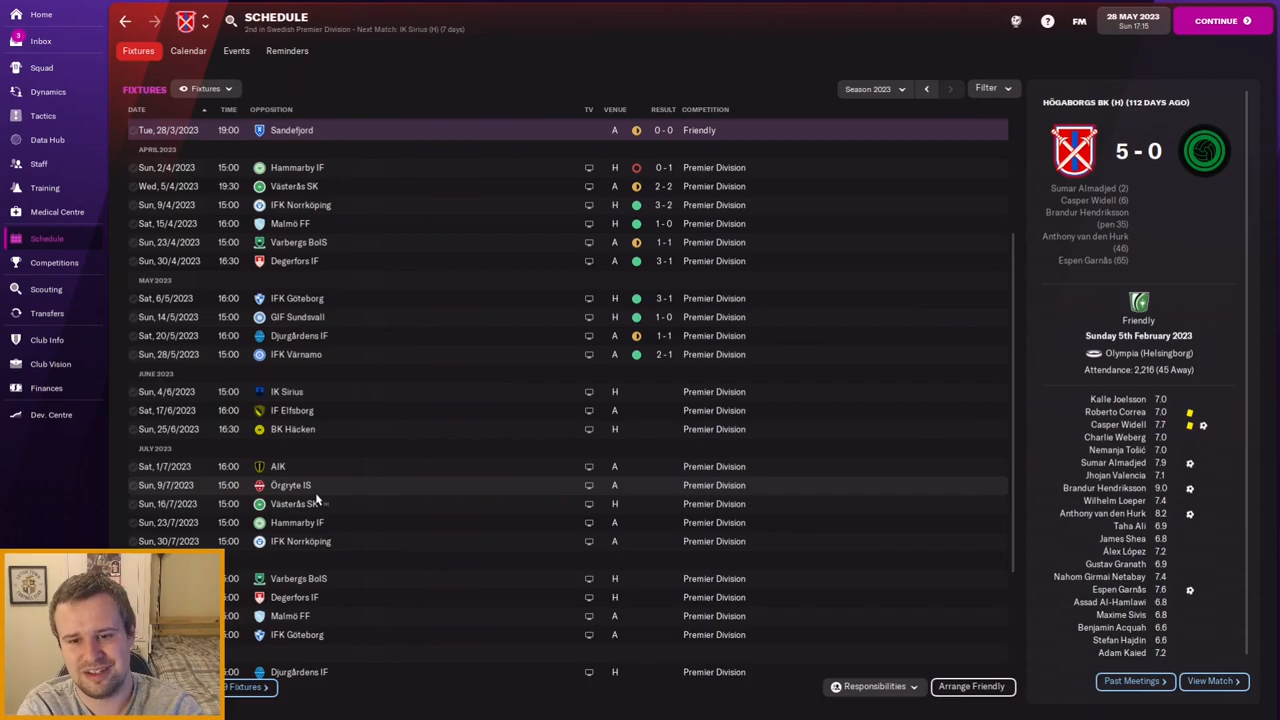 Home
3
Inbox
Squad
Dynamics
Tactics
Data Hub
Staff
Training
Medical Centre
Schedule
Competitions
Scouting
Transfers
Club Info
Club Vision
Finances
Dev. Centre
SCHEDULE
2nd in Swedish Premier Division - Next Match: IK Sirius (H) (7 days)
?
FM
28 MAY 2023
Sun 17:15
CONTINUE
Fixtures Calendar Events Reminders
FIXTURES Fixtures Season 2023 Filter
DATE TIME OPPOSITION TV VENUE RESULT COMPETITION
Tue, 28/3/2023 19:00 Sandefjord A 0 - 0 Friendly
APRIL 2023
Sun, 2/4/2023 15:00 Hammarby IF H 0 - 1 Premier Division
Wed, 5/4/2023 19:30 Västerås SK A 2 - 2 Premier Division
Sun, 9/4/2023 15:00 IFK Norrköping H 3 - 2 Premier Division
Sat, 15/4/2023 16:00 Malmö FF H 1 - 0 Premier Division
Sun, 23/4/2023 15:00 Varbergs BoIS A 1 - 1 Premier Division
Sun, 30/4/2023 16:30 Degerfors IF A 3 - 1 Premier Division
MAY 2023
Sat, 6/5/2023 16:00 IFK Göteborg H 3 - 1 Premier Division
Sun, 14/5/2023 15:00 GIF Sundsvall H 1 - 0 Premier Division
Sat, 20/5/2023 16:00 Djurgårdens IF A 1 - 1 Premier Division
Sun, 28/5/2023 15:00 IFK Värnamo A 2 - 1 Premier Division
JUNE 2023
Sun, 4/6/2023 15:00 IK Sirius H Premier Division
Sat, 17/6/2023 16:00 IF Elfsborg A Premier Division
Sun, 25/6/2023 16:30 BK Häcken H Premier Division
JULY 2023
Sat, 1/7/2023 16:00 AIK A Premier Division
Sun, 9/7/2023 15:00 Örgryte IS A Premier Division
Sun, 16/7/2023 15:00 Västerås SK H Premier Division
Sun, 23/7/2023 15:00 Hammarby IF A Premier Division
Sun, 30/7/2023 15:00 IFK Norrköping A Premier Division
Varbergs BoIS H Premier Division
Degerfors IF H Premier Division
Malmö FF A Premier Division
IFK Göteborg A Premier Division
Djurgårdens IF H Premier Division
Fixtures
Responsibilities
Arrange Friendly
HÖGABORGS BK (H) (112 DAYS AGO)
5 - 0
Sumar Almadjed (2)
Casper Widell (6)
Brandur Hendriksson
(pen 35)
Anthony van den Hurk
(46)
Espen Garnås (65)
Friendly
Sunday 5th February 2023
Olympia (Helsingborg)
Attendance: 2,216 (45 Away)
Kalle Joelsson 7.0
Roberto Correa 7.0
Casper Widell 7.7
Charlie Weberg 7.0
Nemanja Tošić 7.0
Sumar Almadjed 7.9
Jhojan Valencia 7.1
Brandur Hendriksson 9.0
Wilhelm Loeper 7.4
Anthony van den Hurk 8.2
Taha Ali 6.9
James Shea 6.8
Álex López 7.2
Gustav Granath 6.9
Nahom Girmai Netabay 7.4
Espen Garnås 7.6
Assad Al-Hamlawi 6.8
Maxime Sivis 6.8
Benjamin Acquah 6.6
Stefan Hajdin 6.6
Adam Kaied 7.2
Past Meetings
View Match